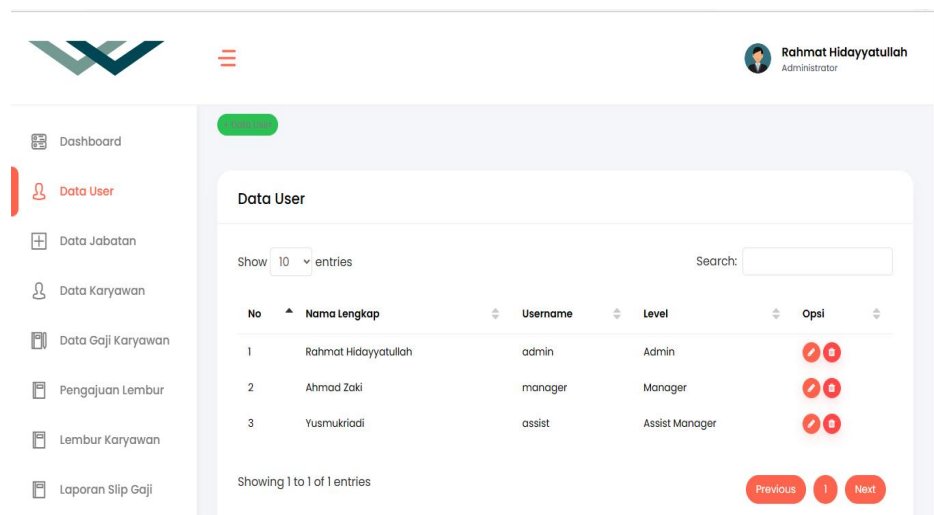 Rahmat Hidayyatullah
Administrator
Dashboard
Data User
Data Jabatan
Data Karyawan
Data Gaji Karyawan
Pengajuan Lembur
Lembur Karyawan
Laporan Slip Gaji
Data User
Show 10 entries
Search:
No Nama Lengkap Username Level Opsi
1 Rahmat Hidayyatullah admin Admin
2 Ahmad Zaki manager Manager
3 Yusmukriadi assist Assist Manager
Showing 1 to 1 of 1 entries
Previous 1 Next